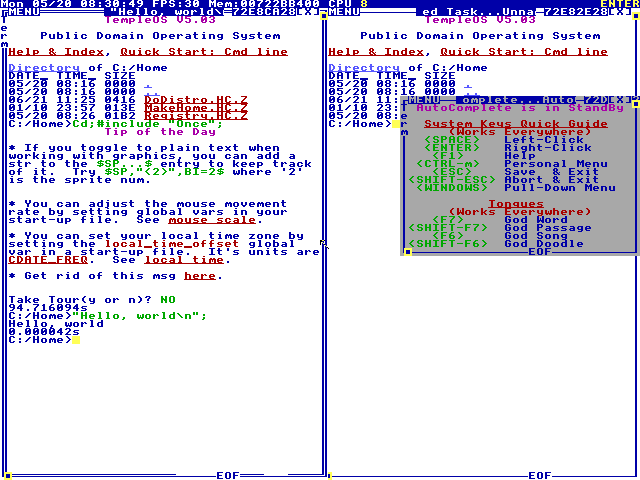 Mon 05/20 08:30:49 FPS:30 Mem:00722BB400 CPU 8 ENTER
MENU "Hello, world\n=72E8CA28[X]
TempleOS V5.03
Public Domain Operating System
Help & Index, Quick Start: Cmd line
Directory of C:/Home
DATE_ TIME_ SIZE
05/20 08:16 0000 .
05/20 08:16 0000 ..
06/21 11:25 0416 DoDistro.HC.Z
01/10 23:57 013E MakeHome.HC.Z
05/20 08:26 01B2 Registry.HC.Z
C:/Home>Cd;#include "Once";
Tip of the Day
* If you toggle to plain text when
working with graphics, you can add a
str to the $SP...$ entry to keep track
of it. Try $SP,"<2>",BI=2$ where '2'
is the sprite num.
* You can adjust the mouse movement
rate by setting global vars in your
start-up file. See mouse scale.
* You can set your local time zone by
setting the local_time_offset global
var in a start-up file. It's units are
CDATE_FREQ. See local time.
* Get rid of this msg here.
Take Tour(y or n)? NO
94.716094s
C:/Home>"Hello, world\n";
Hello, world
0.000042s
C:/Home>
EOF
Term
MENU ed Task...Unna 72E82E28[X]
TempleOS V5.03
Public Domain Operating System
Help & Index, Quick Start: Cmd line
Directory of C:/Home
DATE_ TIME_ SIZE
05/20 08:16 0000 .
05/20 08:16 0000 ..
06/21 11:
01/10 23:
05/20 08:
C:/Home>
EOF
MENU omplete...Auto 72D [X]
AutoComplete is in StandBy
System Keys Quick Guide
(Works Everywhere)
<SPACE> Left-Click
<ENTER> Right-Click
<F1> Help
<CTRL-m> Personal Menu
<ESC> Save & Exit
<SHIFT-ESC> Abort & Exit
<WINDOWS> Pull-Down Menu
Tongues
(Works Everywhere)
<F7> God Word
<SHIFT-F7> God Passage
<F6> God Song
<SHIFT-F6> God Doodle
EOF